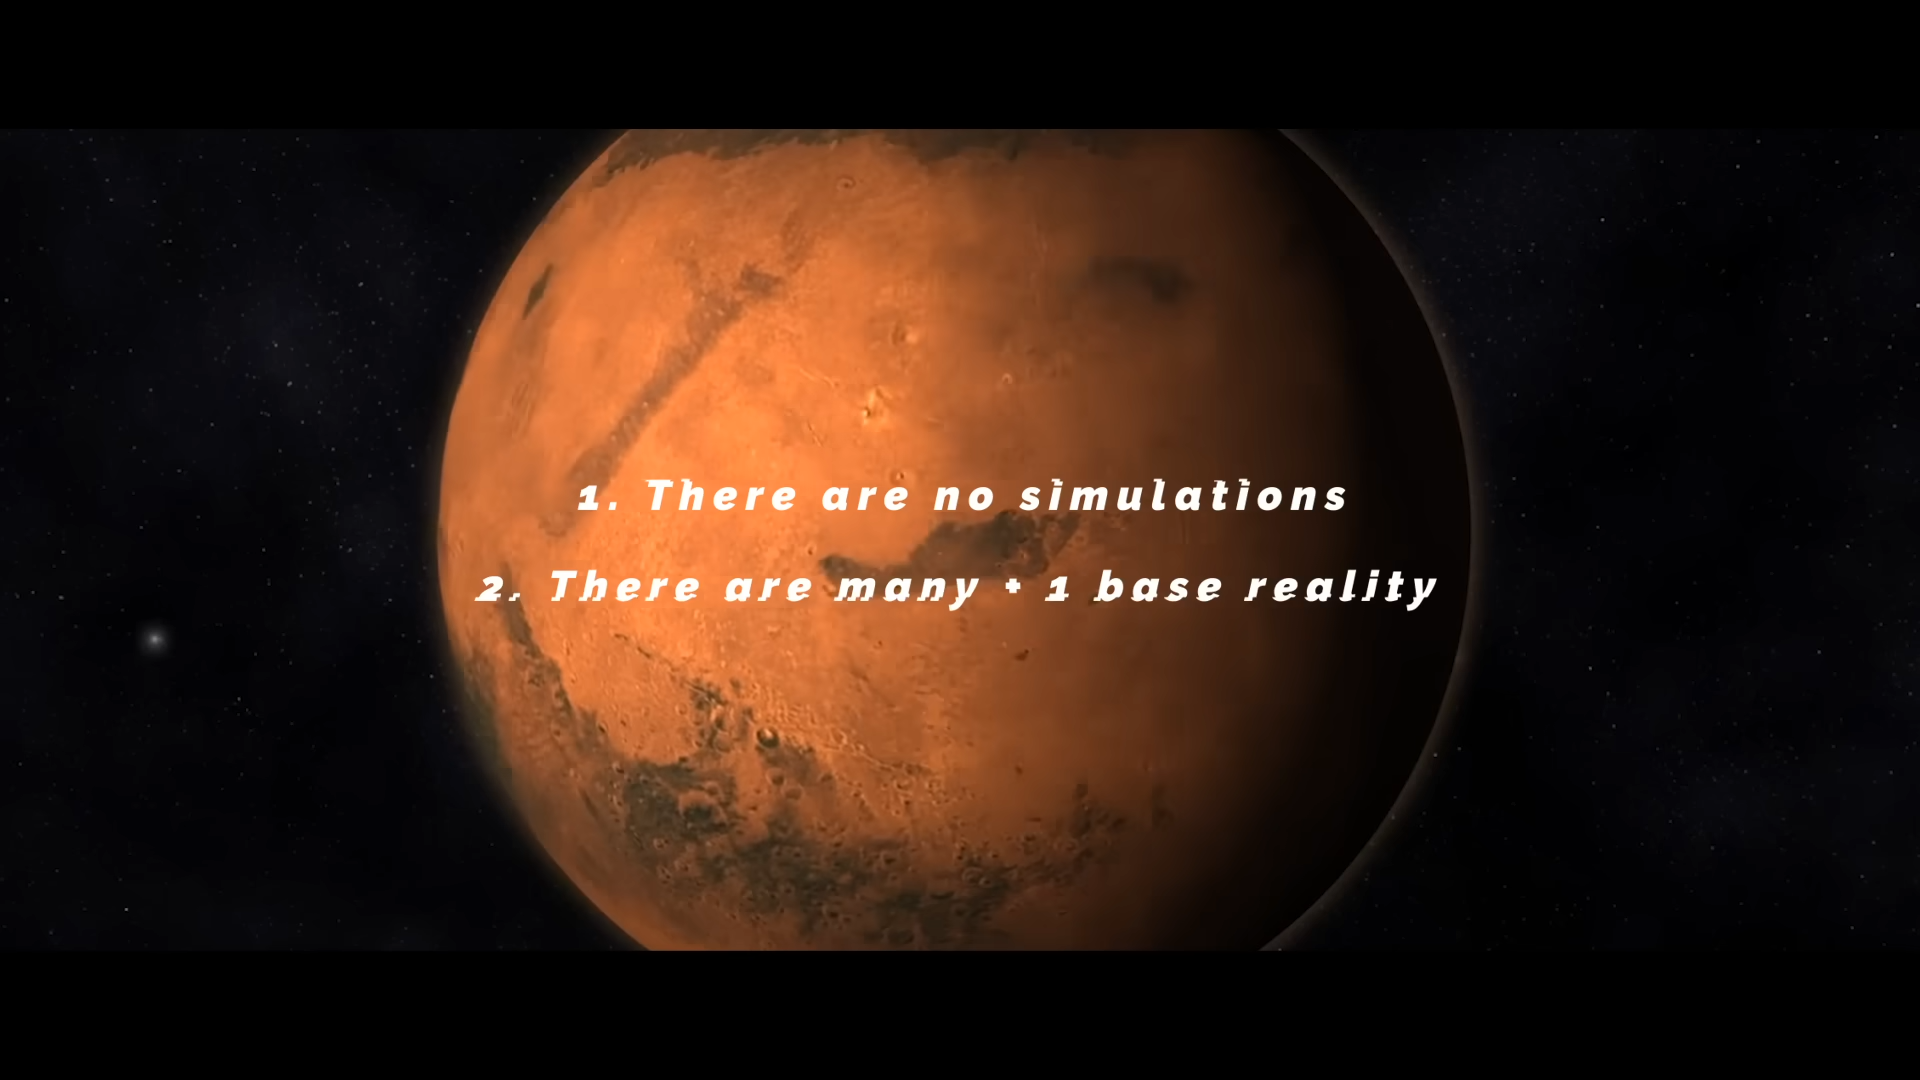 1. There are no simulations
2. There are many + 1 base reality